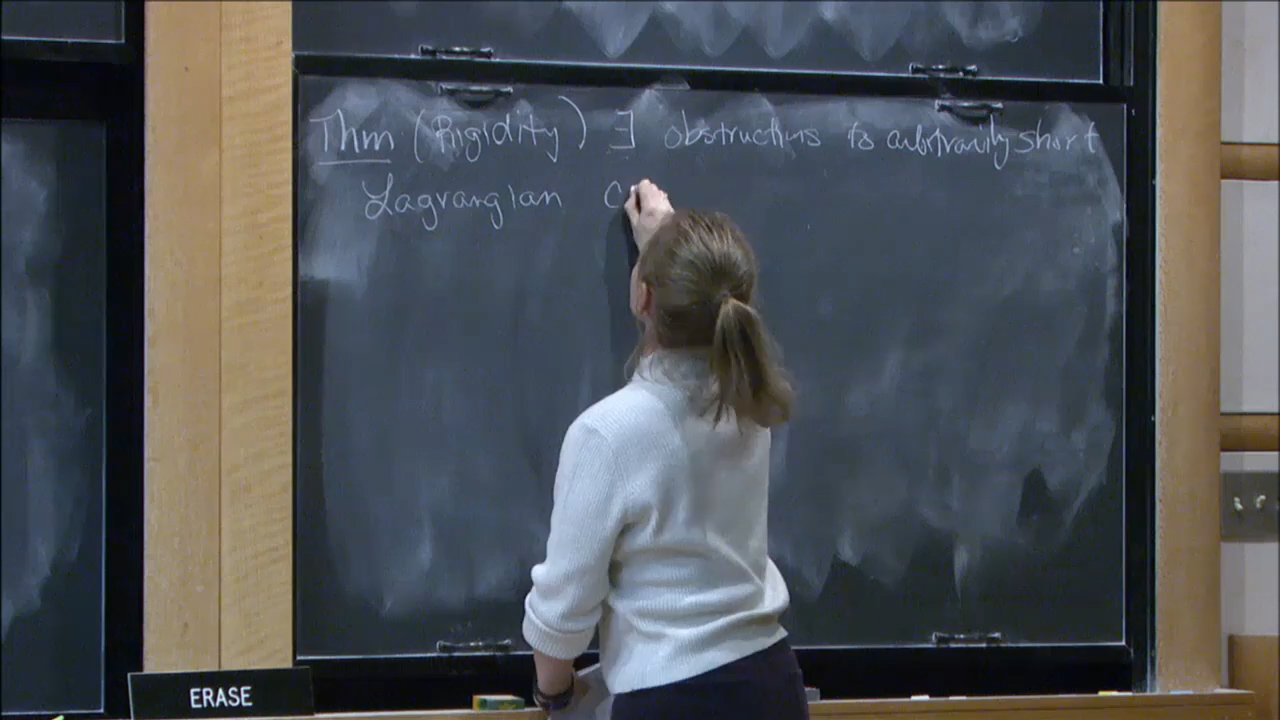 Thm (Rigidity) ∃ obstructions to arbitrarily short
Lagrangian C
ERASE